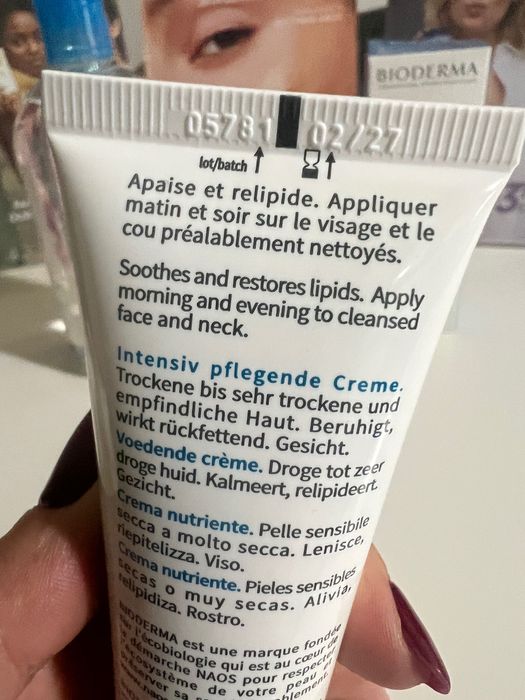 BIODERMA
05781 02/27
lot/batch
Apaise et relipide. Appliquer
matin et soir sur le visage et le
cou préalablement nettoyés.
Soothes and restores lipids. Apply
morning and evening to cleansed
face and neck.
Intensiv pflegende Creme.
Trockene bis sehr trockene und
empfindliche Haut. Beruhigt,
wirkt rückfettend. Gesicht.
Voedende crème. Droge tot zeer
droge huid. Kalmeert, relipideert.
Gezicht.
Crema nutriente. Pelle sensibile
secca a molto secca. Lenisce,
riepitelizza. Viso.
Crema nutriente. Pieles sensibles
secas o muy secas. Alivia,
relipidiza. Rostro.
BIODERMA est une marque fondée
sur l'écobiologie qui est au cœur de
la démarche NAOS pour respecter
l'écosystème de votre peau et
préserver sa